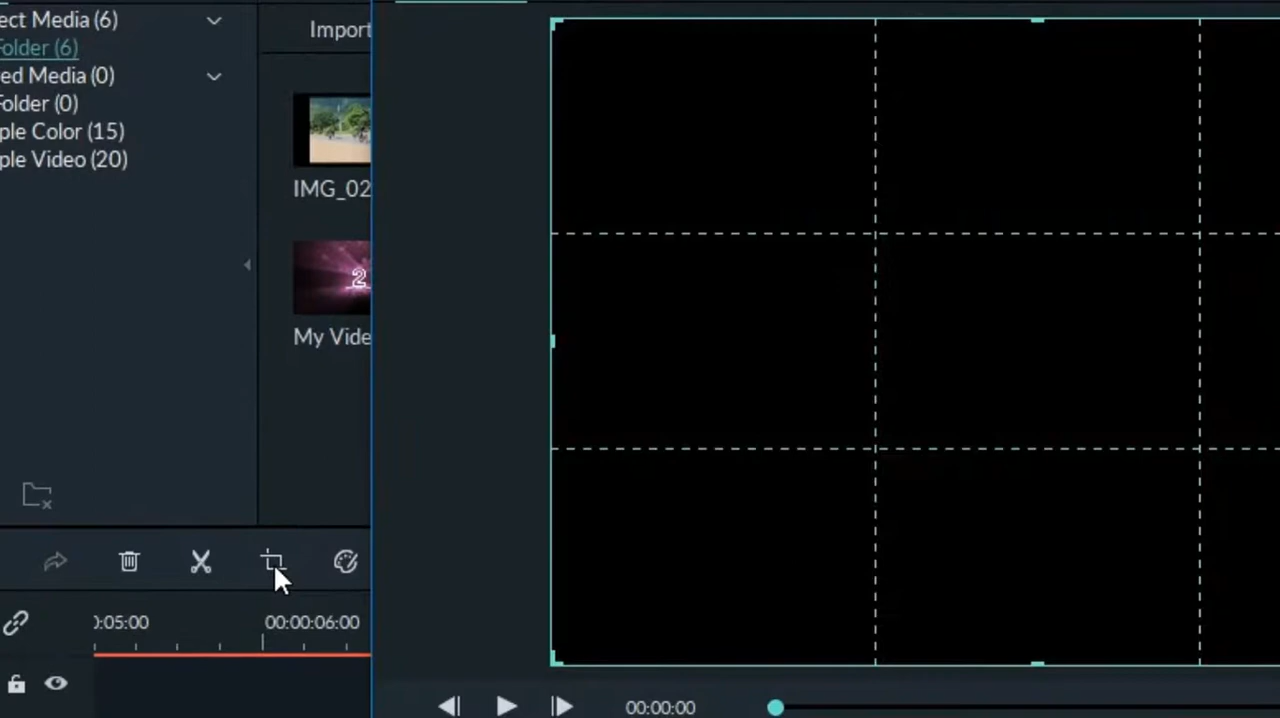 ect Media (6)
Folder (6)
ed Media (0)
Folder (0)
ple Color (15)
ple Video (20)
Import
IMG_02
2
My Vide
0:05:00
00:00:06:00
00:00:00